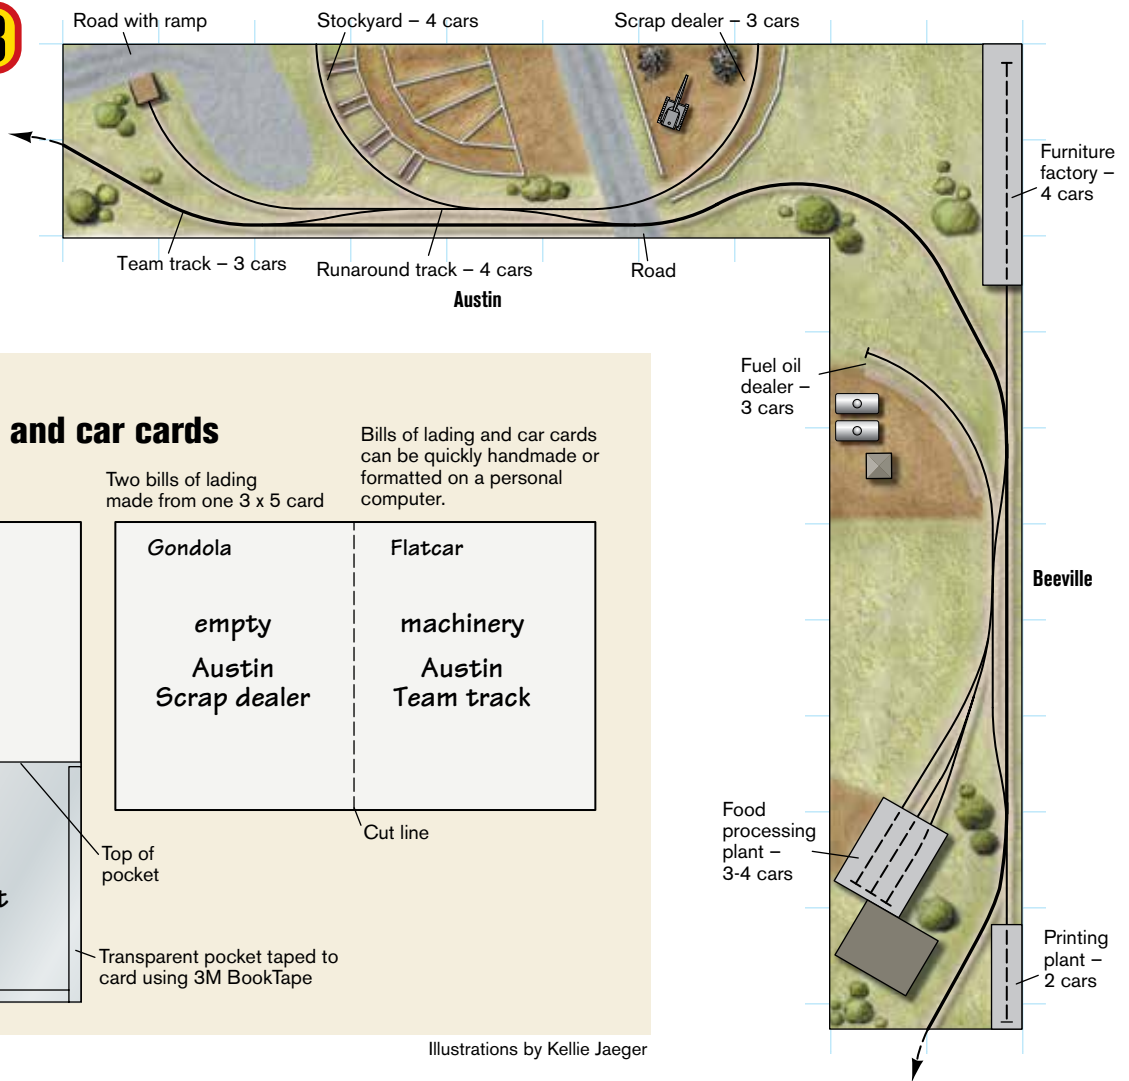 Road with ramp
Stockyard – 4 cars
Scrap dealer – 3 cars
Furniture
factory –
4 cars
Team track – 3 cars
Runaround track – 4 cars
Road
Austin
Fuel oil
dealer –
3 cars
Beeville
Food
processing
plant –
3-4 cars
Printing
plant –
2 cars
and car cards
Bills of lading and car cards
can be quickly handmade or
formatted on a personal
computer.
Two bills of lading
made from one 3 x 5 card
Gondola
empty
Austin
Scrap dealer
Flatcar
machinery
Austin
Team track
Cut line
Top of
pocket
Transparent pocket taped to
card using 3M BookTape
Illustrations by Kellie Jaeger